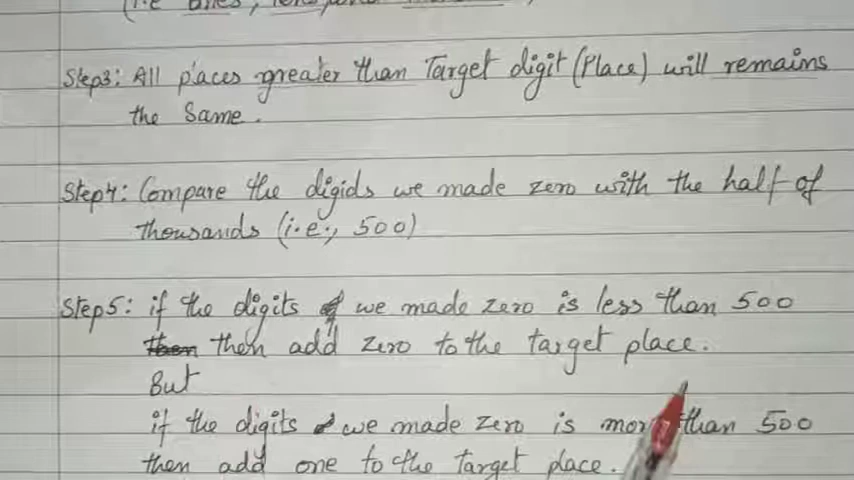 (i.e ones,
Step3: All places greater than Target digit (Place) will remains
the Same.
Step4: Compare the digids we made zero with the half of
thousands (i.e., 500)
Step5: if the digits we made zero is less than 500
then then add zero to the target place.
But
if the digits we made zero is more than 500
then add one to the target place.